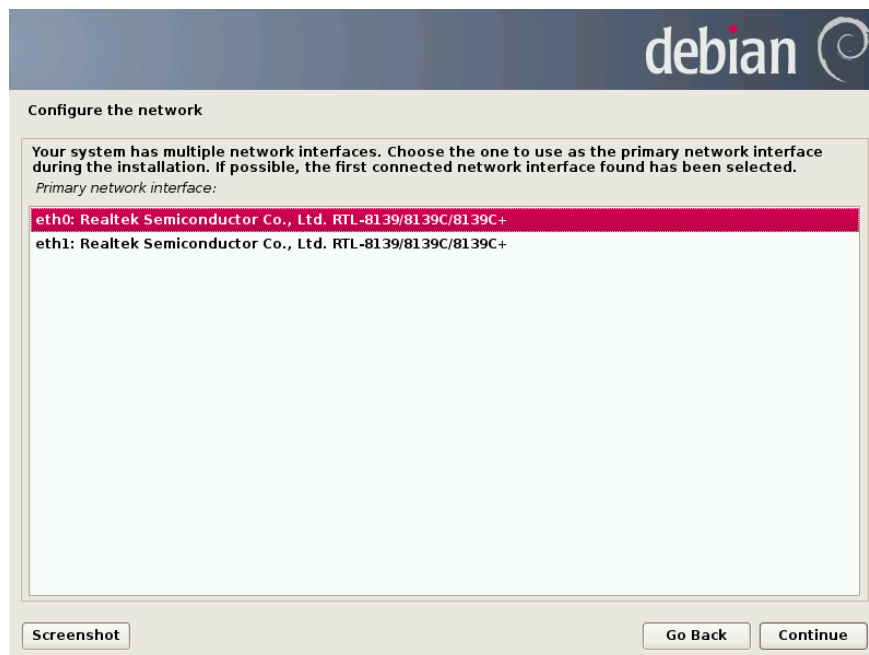 debian
Configure the network
Your system has multiple network interfaces. Choose the one to use as the primary network interface
during the installation. If possible, the first connected network interface found has been selected.
Primary network interface:
eth0: Realtek Semiconductor Co., Ltd. RTL-8139/8139C/8139C+
eth1: Realtek Semiconductor Co., Ltd. RTL-8139/8139C/8139C+
Screenshot
Go Back
Continue